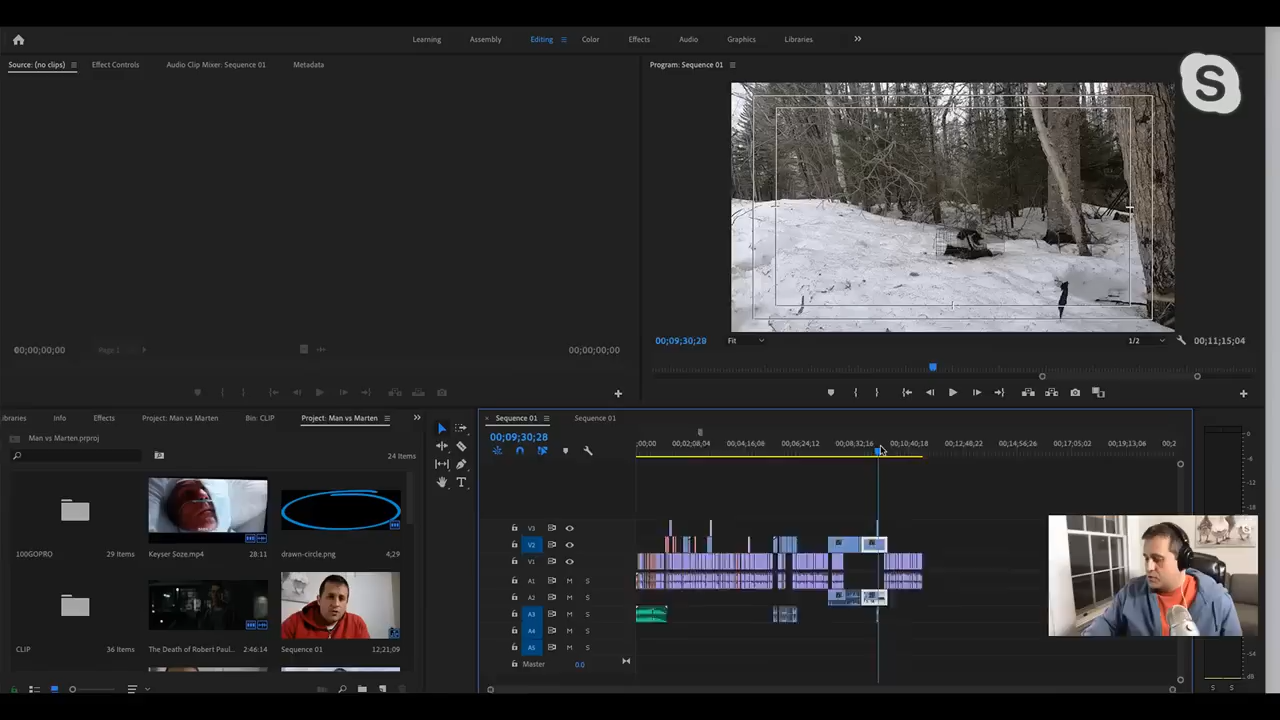 Learning Assembly Editing Color Effects Audio Graphics Libraries
S
Source: (no clips) Effect Controls Audio Clip Mixer: Sequence 01 Metadata
Program: Sequence 01
00;00;00;00 Page 1 00;00;00;00
00;09;30;28 Fit 1/2 00;11;15;04
ibraries Info Effects Project: Man vs Marten Bin: CLIP Project: Man vs Marten
Man vs Marten.prproj
24 Items
100GOPRO 29 Items
Keyser Soze.mp4 28:11
drawn-circle.png 4;29
CLIP 36 Items
The Death of Robert Paul... 2:46:14
Sequence 01 12;21;09
Sequence 01 Sequence 01
00;09;30;28
;00;00 00;02;08;04 00;04;16;08 00;06;24;12 00;08;32;16 00;10;40;18 00;12;48;22 00;14;56;26 00;17;05;02 00;19;13;06 00;2
V3
V2
V1
A1 M S
A2 M S
A3 M S
A4 M S
A5 M S
Master 0.0
0
-6
-54
dB
S S